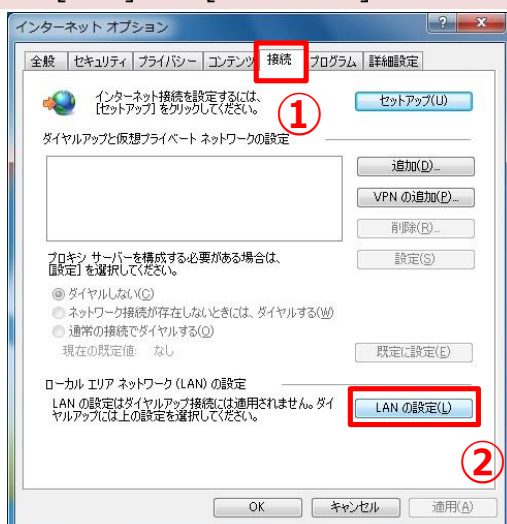 インターネット オプション
全般 セキュリティ プライバシー コンテンツ 接続 プログラム 詳細設定
インターネット接続を設定するには、
[セットアップ] をクリックしてください。
①
セットアップ(U)
ダイヤルアップと仮想プライベート ネットワークの設定
追加(D)...
VPN の追加(P)...
削除(R)...
プロキシ サーバーを構成する必要がある場合は、
[設定] を選択してください。
設定(S)
ダイヤルしない(C)
ネットワーク接続が存在しないときには、ダイヤルする(W)
通常の接続でダイヤルする(O)
現在の既定値: なし
既定に設定(E)
ローカル エリア ネットワーク (LAN) の設定
LAN の設定はダイヤルアップ接続には適用されません。ダイ
ヤルアップには上の設定を選択してください。
LAN の設定(L)
②
OK キャンセル 適用(A)